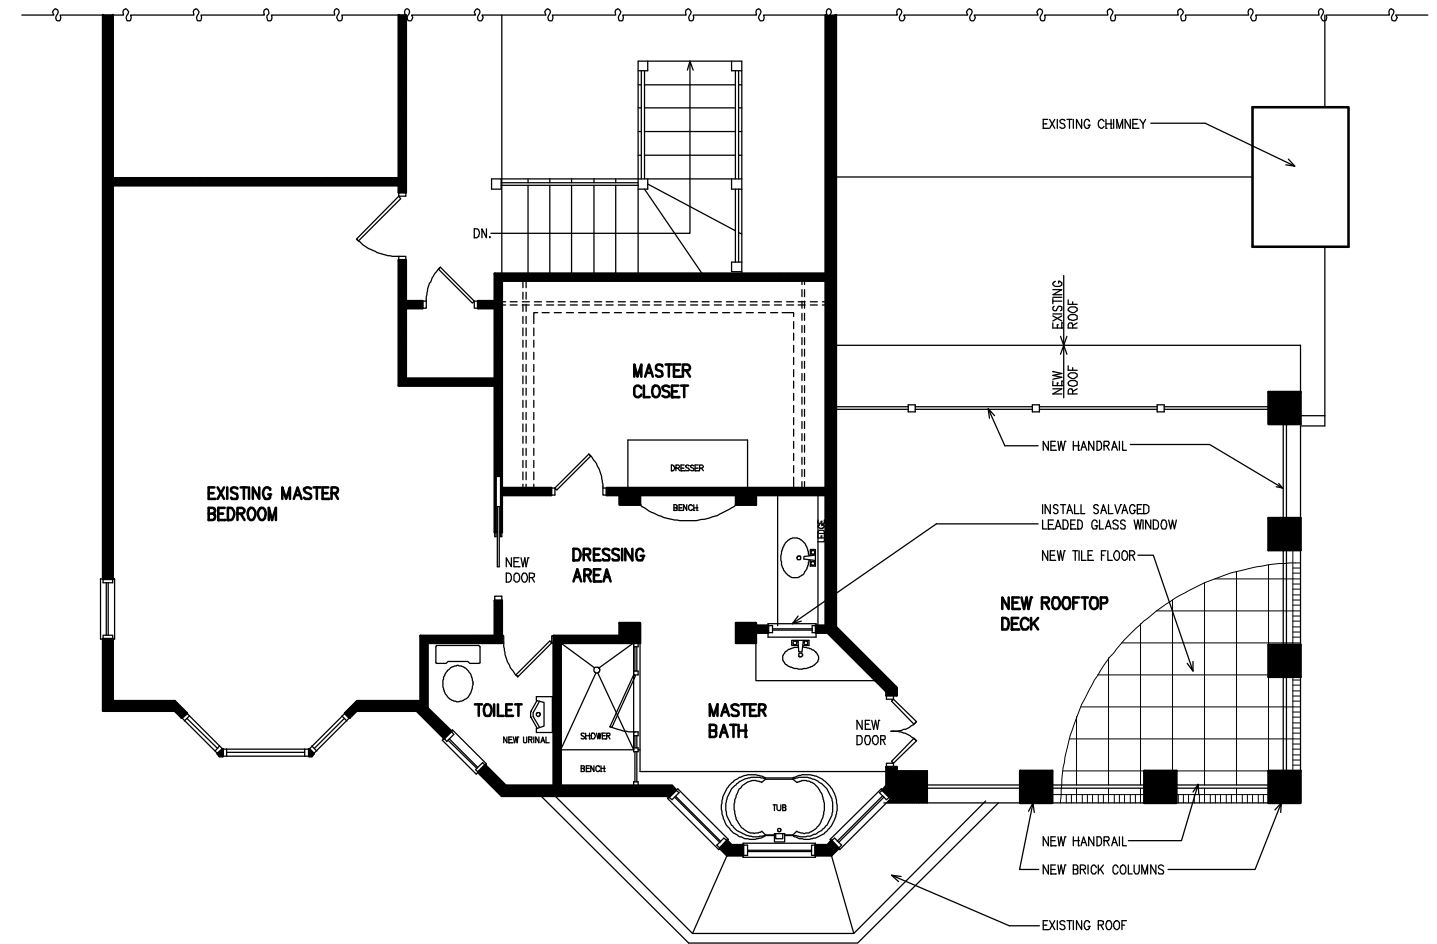 EXISTING CHIMNEY
DN.
EXISTING
ROOF
NEW
ROOF
MASTER
CLOSET
NEW HANDRAIL
DRESSER
EXISTING MASTER
BEDROOM
BENCH
INSTALL SALVAGED
LEADED GLASS WINDOW
LEDGE
NEW TILE FLOOR
DRESSING
AREA
NEW
DOOR
NEW ROOFTOP
DECK
TOILET
MASTER
BATH
NEW
DOOR
NEW URINAL
SHOWER
BENCH
TUB
NEW HANDRAIL
NEW BRICK COLUMNS
EXISTING ROOF